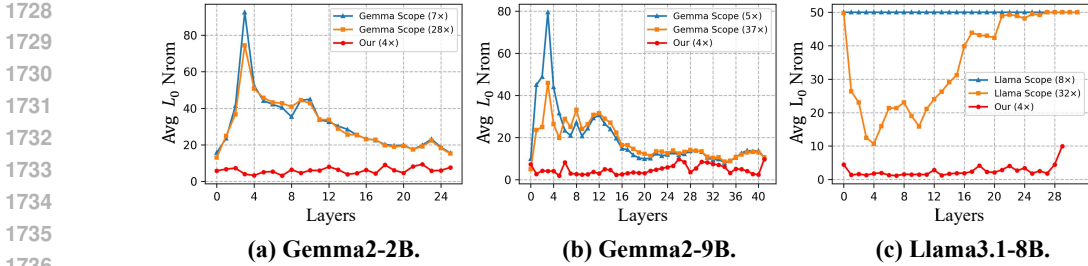 1728
1729
1730
1731
1732
1733
1734
1735
1736
Avg L₀ Nrom
80
60
40
20
0
Gemma Scope (7×)
Gemma Scope (28×)
Our (4×)
0 4 8 12 16 20 24
Layers
(a) Gemma2-2B.
Avg L₀ Nrom
80
60
40
20
0
Gemma Scope (5×)
Gemma Scope (37×)
Our (4×)
0 4 8 12 16 20 24 28 32 36 40
Layers
(b) Gemma2-9B.
Avg L₀ Nrom
50
40
30
20
10
0
Llama Scope (8×)
Llama Scope (32×)
Our (4×)
0 4 8 12 16 20 24 28
Layers
(c) Llama3.1-8B.